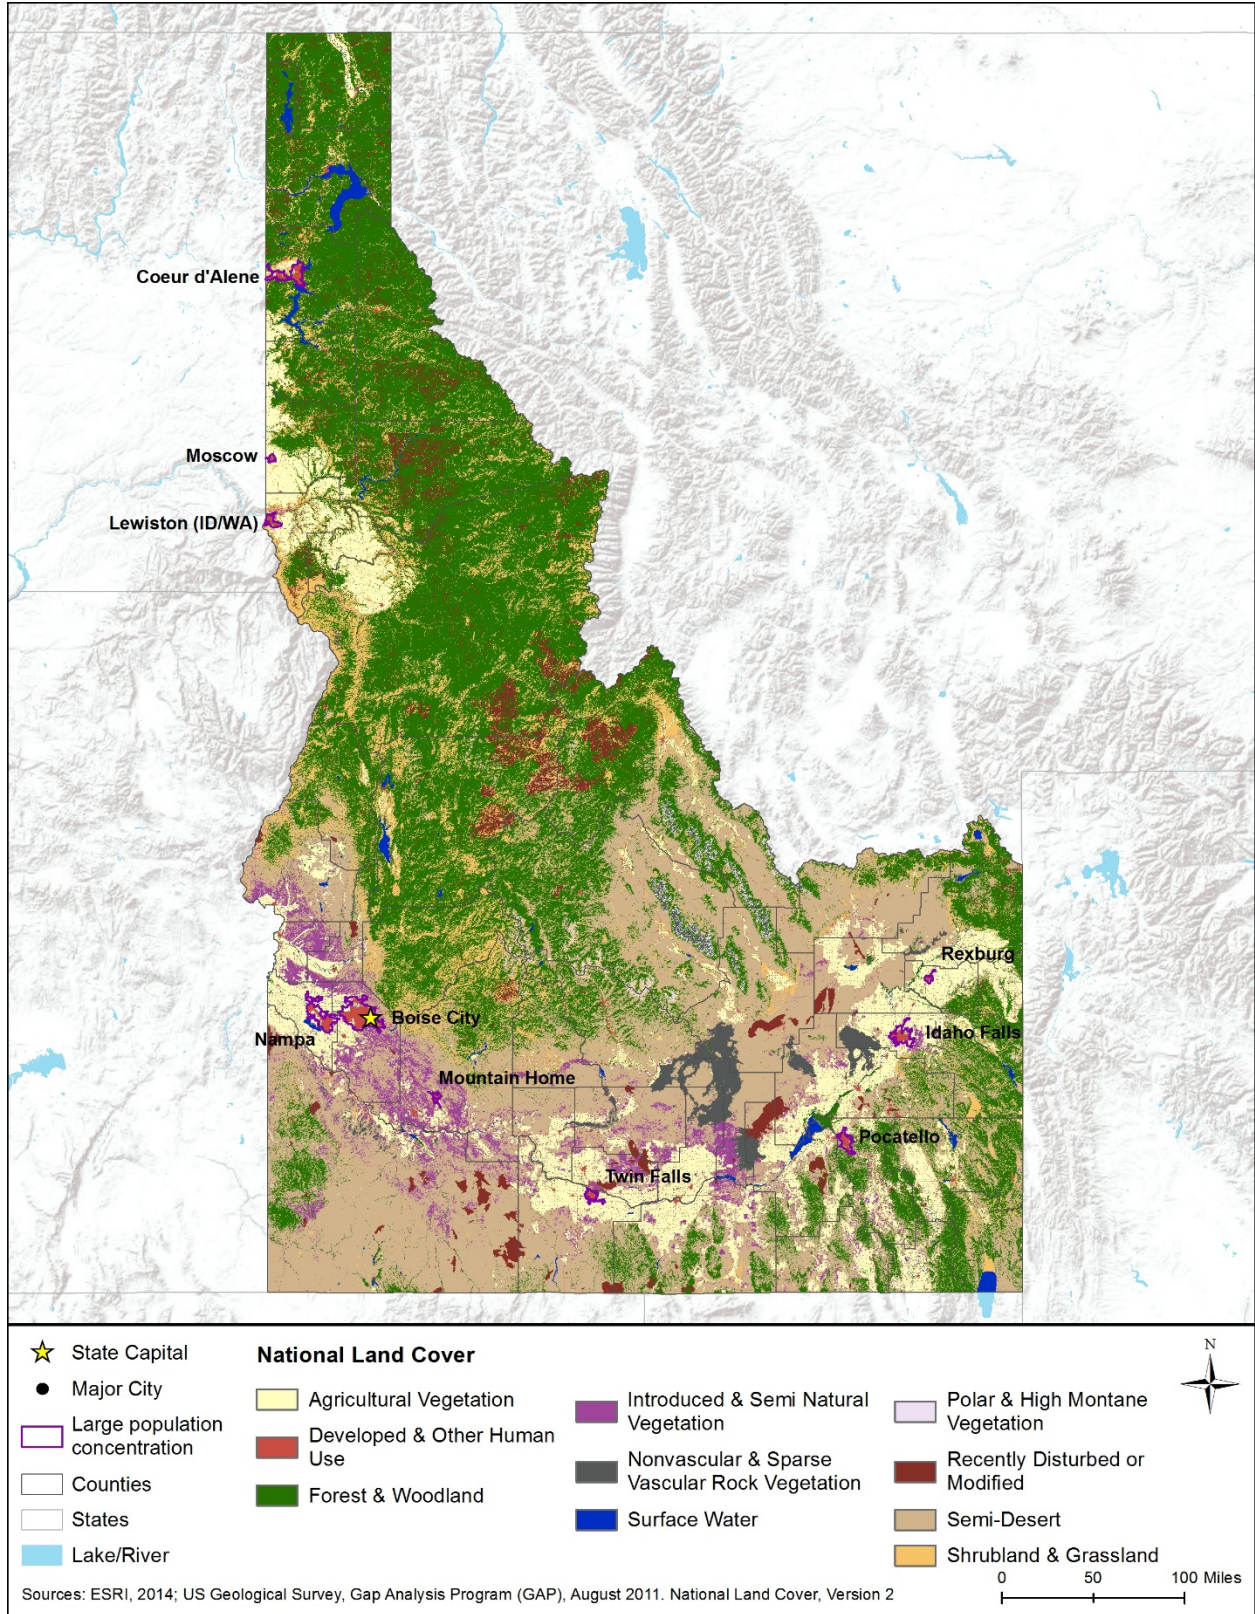 Coeur d'Alene
Moscow
Lewiston (ID/WA)
Rexburg
Boise City
Idaho Falls
Nampa
Mountain Home
Pocatello
Twin Falls
State Capital
Major City
Large population
concentration
Counties
States
Lake/River
National Land Cover
Agricultural Vegetation
Developed & Other Human
Use
Forest & Woodland
Introduced & Semi Natural
Vegetation
Nonvascular & Sparse
Vascular Rock Vegetation
Surface Water
Polar & High Montane
Vegetation
Recently Disturbed or
Modified
Semi-Desert
Shrubland & Grassland
N
0 50 100 Miles
Sources: ESRI, 2014; US Geological Survey, Gap Analysis Program (GAP), August 2011. National Land Cover, Version 2